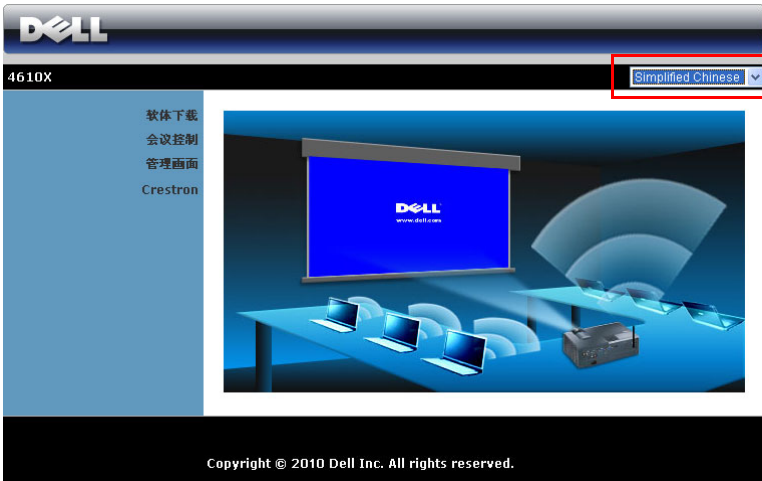 DELL
4610X
Simplified Chinese
软体下载
会议控制
管理画面
Crestron
DELL
www.dell.com
Copyright © 2010 Dell Inc. All rights reserved.